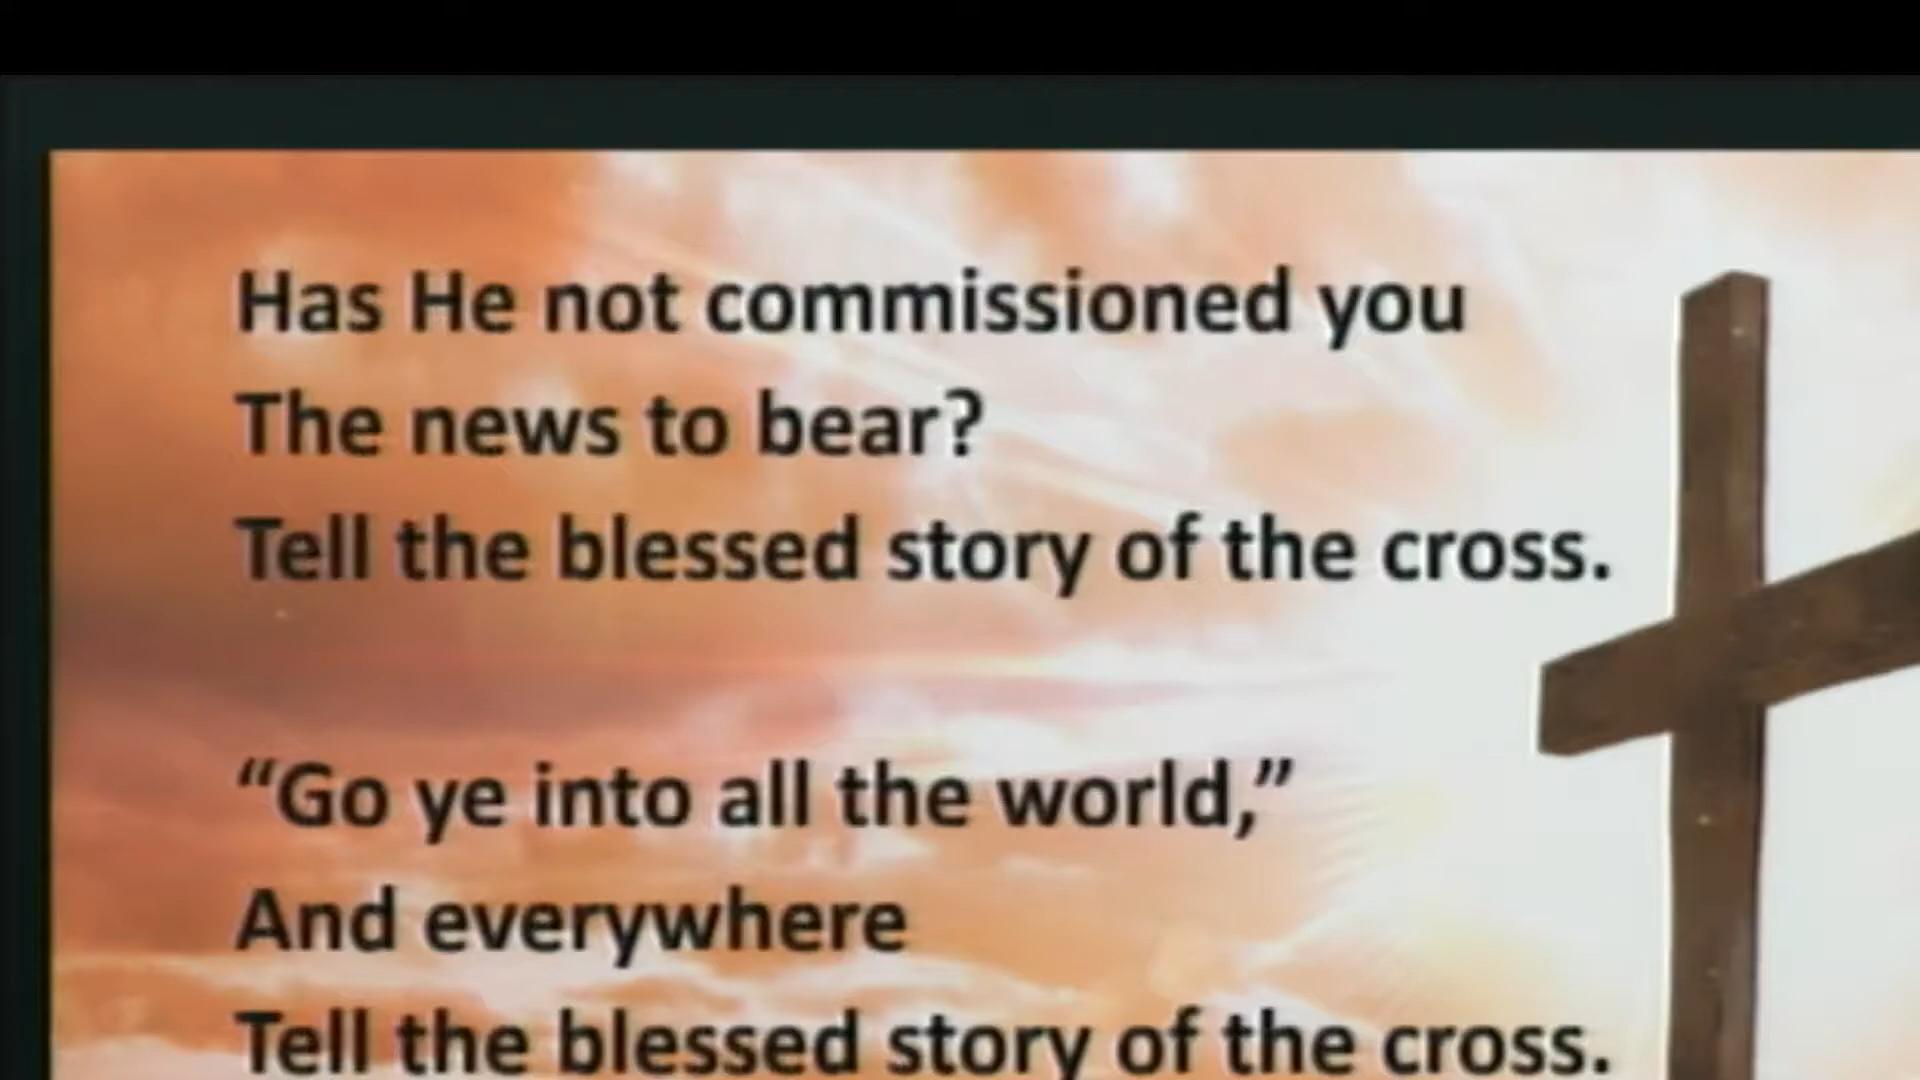 Has He not commissioned you
The news to bear?
Tell the blessed story of the cross.
“Go ye into all the world,”
And everywhere
Tell the blessed story of the cross.